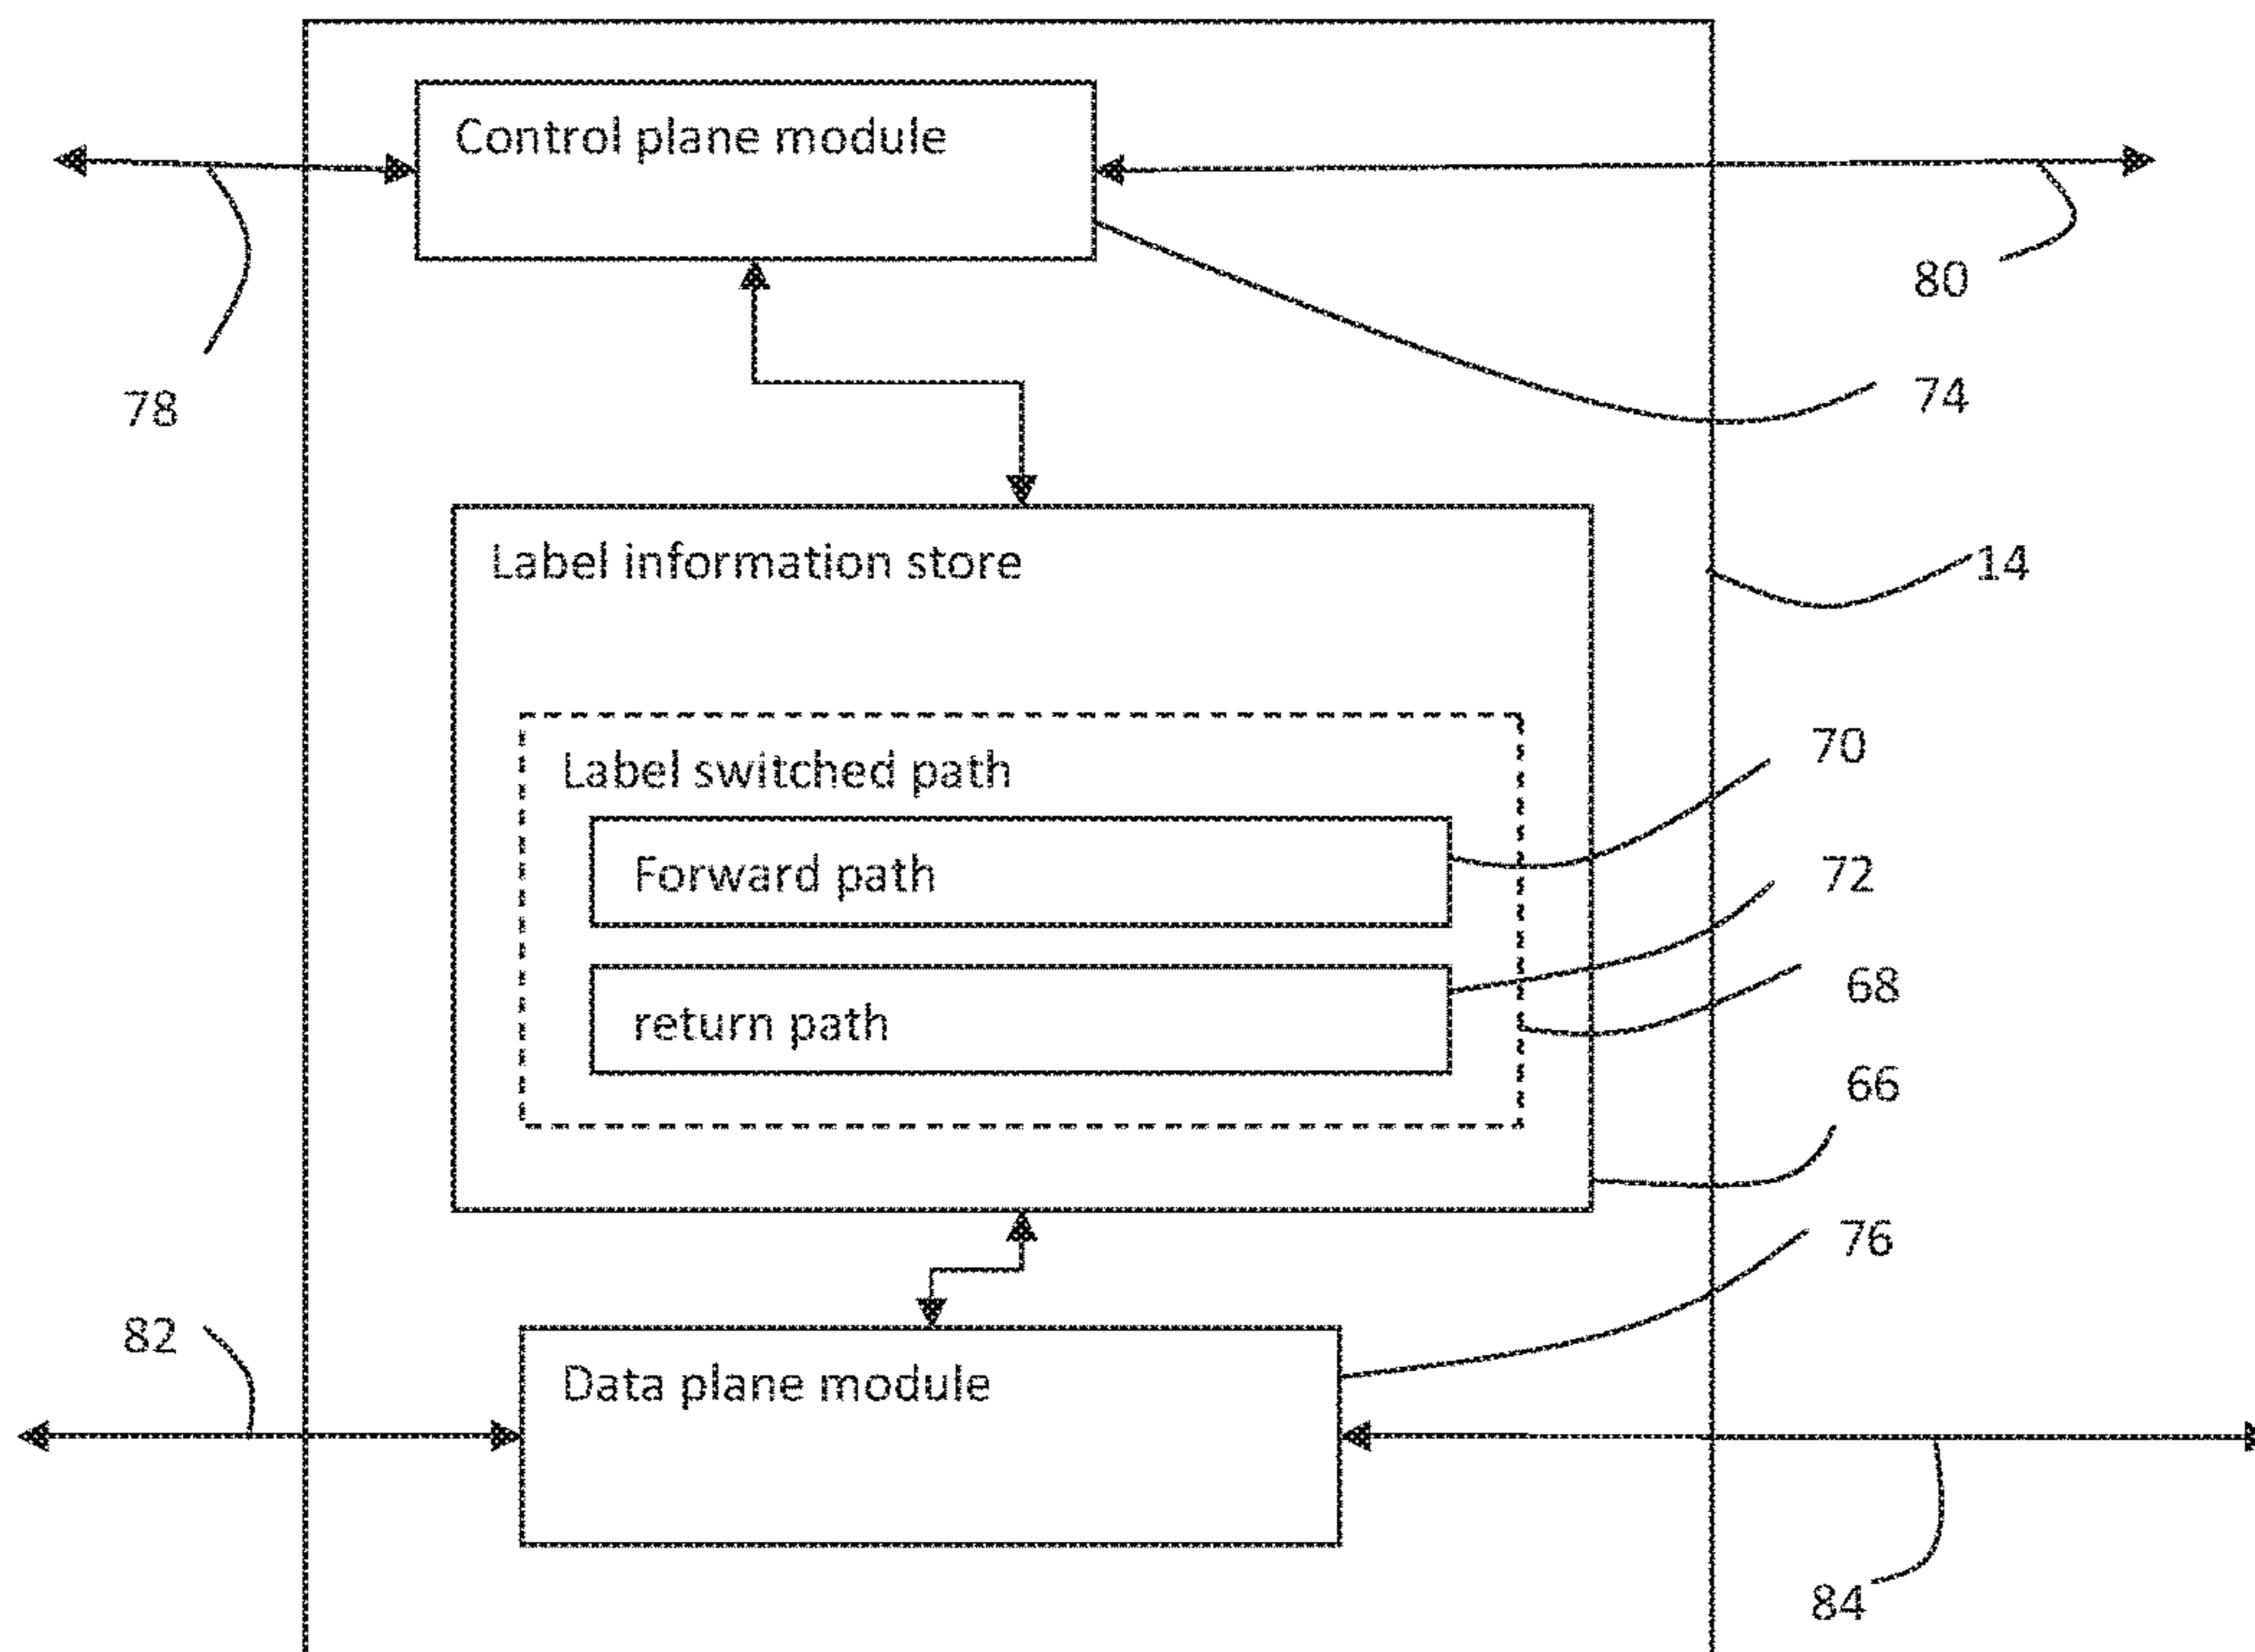 Control plane module
80
78
74
Label information store
14
Label switched path
70
Forward path
72
68
return path
66
76
82
Data plane module
84